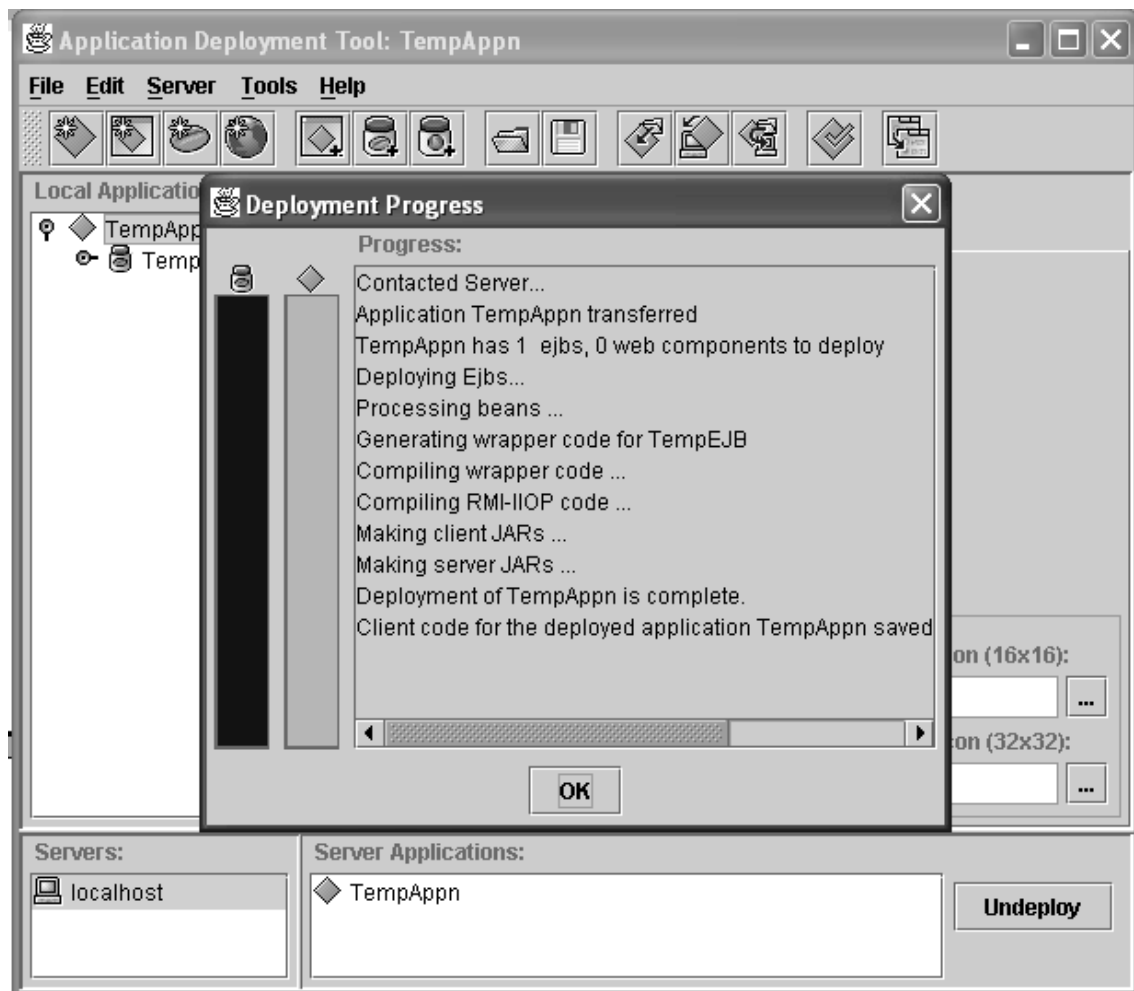 Application Deployment Tool: TempAppn
File Edit Server Tools Help
Local Applicatio
TempApp
Temp
Deployment Progress
Progress:
Contacted Server...
Application TempAppn transferred
TempAppn has 1 ejbs, 0 web components to deploy
Deploying Ejbs...
Processing beans ...
Generating wrapper code for TempEJB
Compiling wrapper code ...
Compiling RMI-IIOP code ...
Making client JARs ...
Making server JARs ...
Deployment of TempAppn is complete.
Client code for the deployed application TempAppn saved
OK
on (16x16):
...
on (32x32):
...
Servers:
localhost
Server Applications:
TempAppn
Undeploy